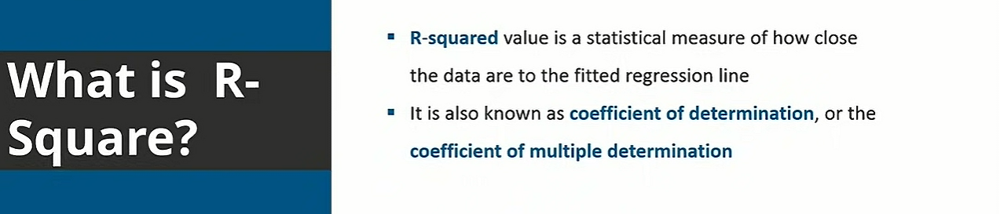 What is R-
Square?
▪ R-squared value is a statistical measure of how close
the data are to the fitted regression line
▪ It is also known as coefficient of determination, or the
coefficient of multiple determination